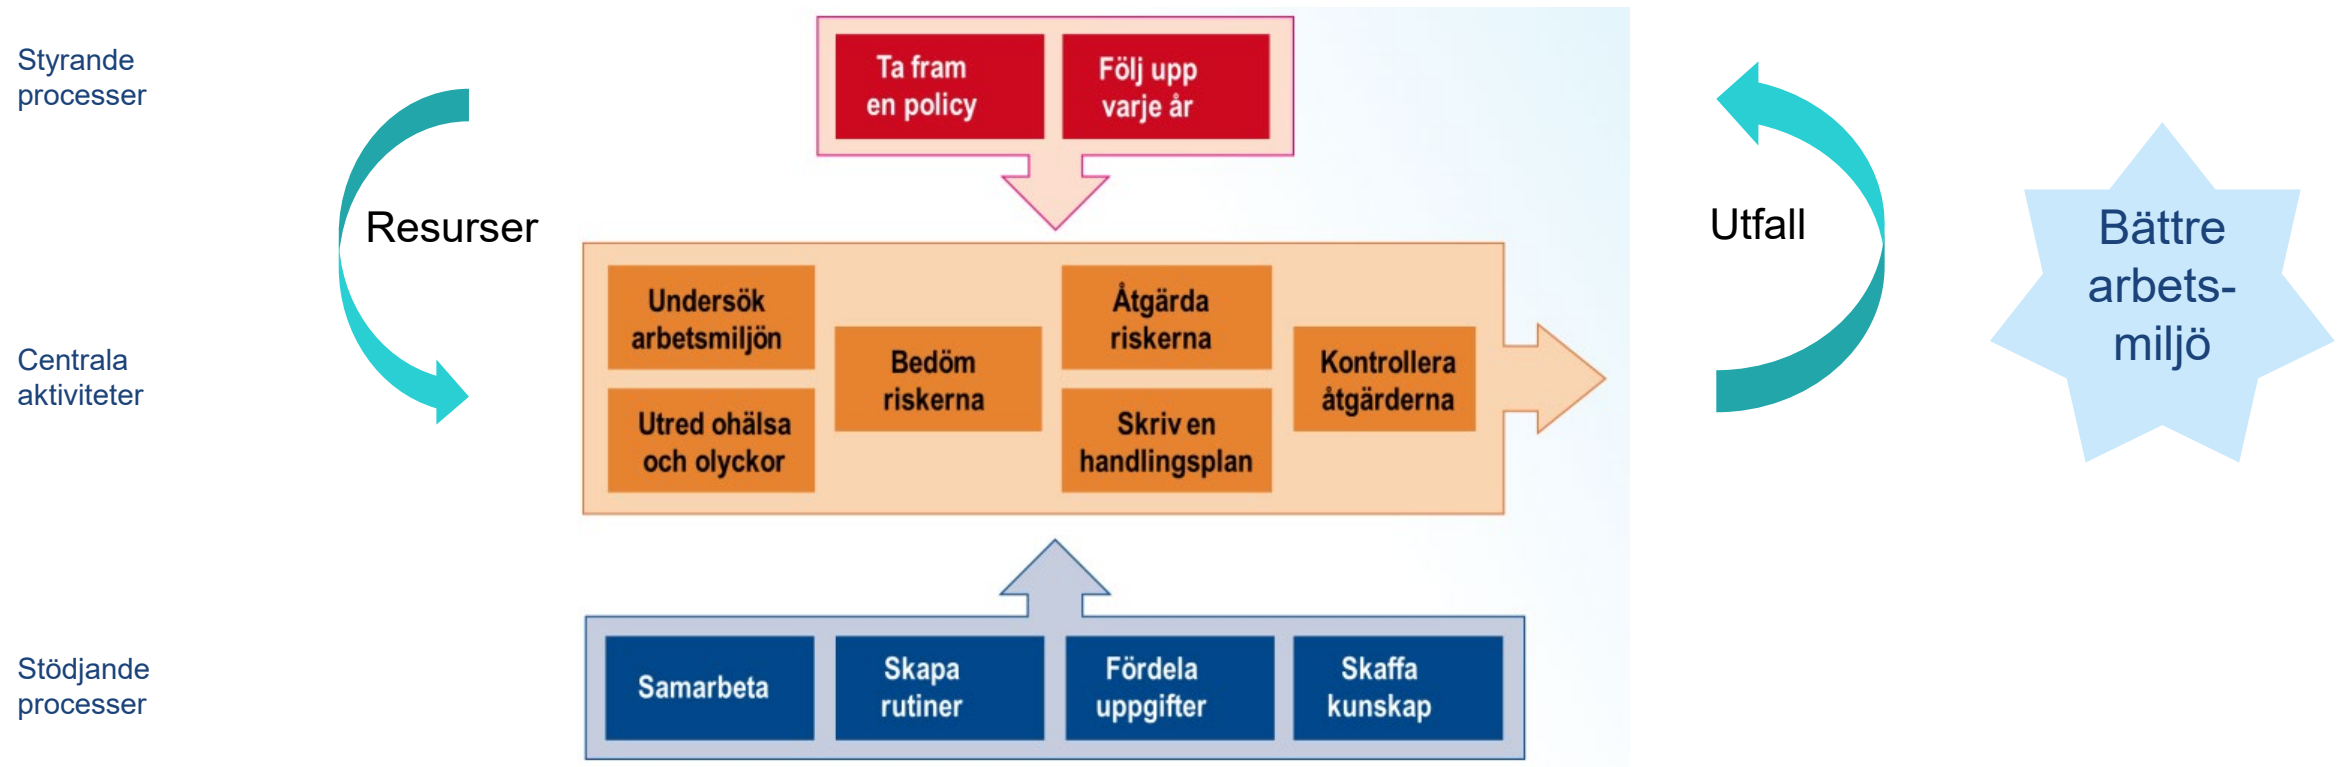 Styrande
processer
Ta fram
en policy
Följ upp
varje år
Resurser
Utfall
Bättre
arbets-
miljö
Centrala
aktiviteter
Undersök
arbetsmiljön
Utred ohälsa
och olyckor
Bedöm
riskerna
Åtgärda
riskerna
Skriv en
handlingsplan
Kontrollera
åtgärderna
Stödjande
processer
Samarbeta
Skapa
rutiner
Fördela
uppgifter
Skaffa
kunskap